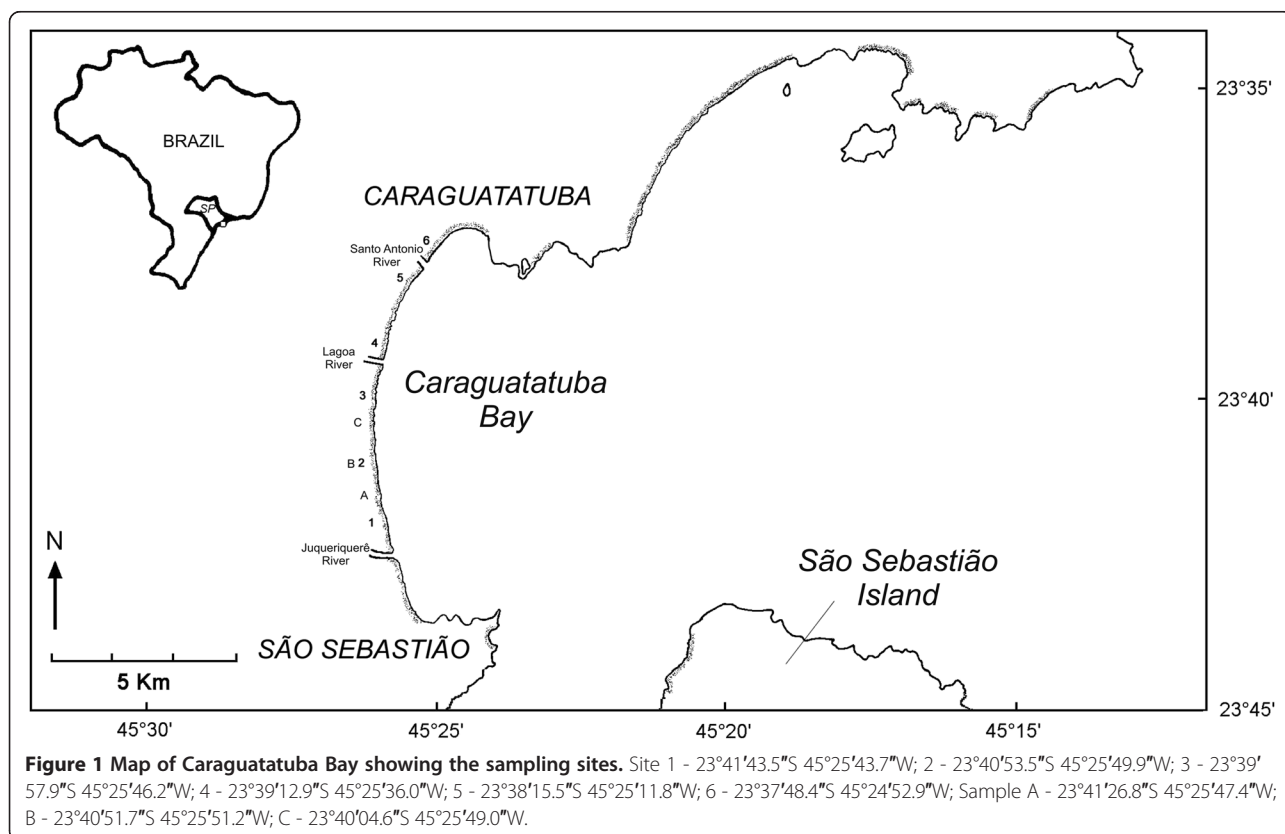 BRAZIL
SP
23°35'
CARAGUATATUBA
6
Santo Antonio
River
5
4
Lagoa
River
Caraguatatuba
Bay
3
23°40'
C
B 2
A
1
N
Juqueriquerê
River
São Sebastião
Island
SÃO SEBASTIÃO
5 Km
23°45'
45°30'
45°25'
45°20'
45°15'
Figure 1 Map of Caraguatatuba Bay showing the sampling sites. Site 1 - 23°41′43.5″S 45°25′43.7″W; 2 - 23°40′53.5″S 45°25′49.9″W; 3 - 23°39′
57.9″S 45°25′46.2″W; 4 - 23°39′12.9″S 45°25′36.0″W; 5 - 23°38′15.5″S 45°25′11.8″W; 6 - 23°37′48.4″S 45°24′52.9″W; Sample A - 23°41′26.8″S 45°25′47.4″W;
B - 23°40′51.7″S 45°25′51.2″W; C - 23°40′04.6″S 45°25′49.0″W.